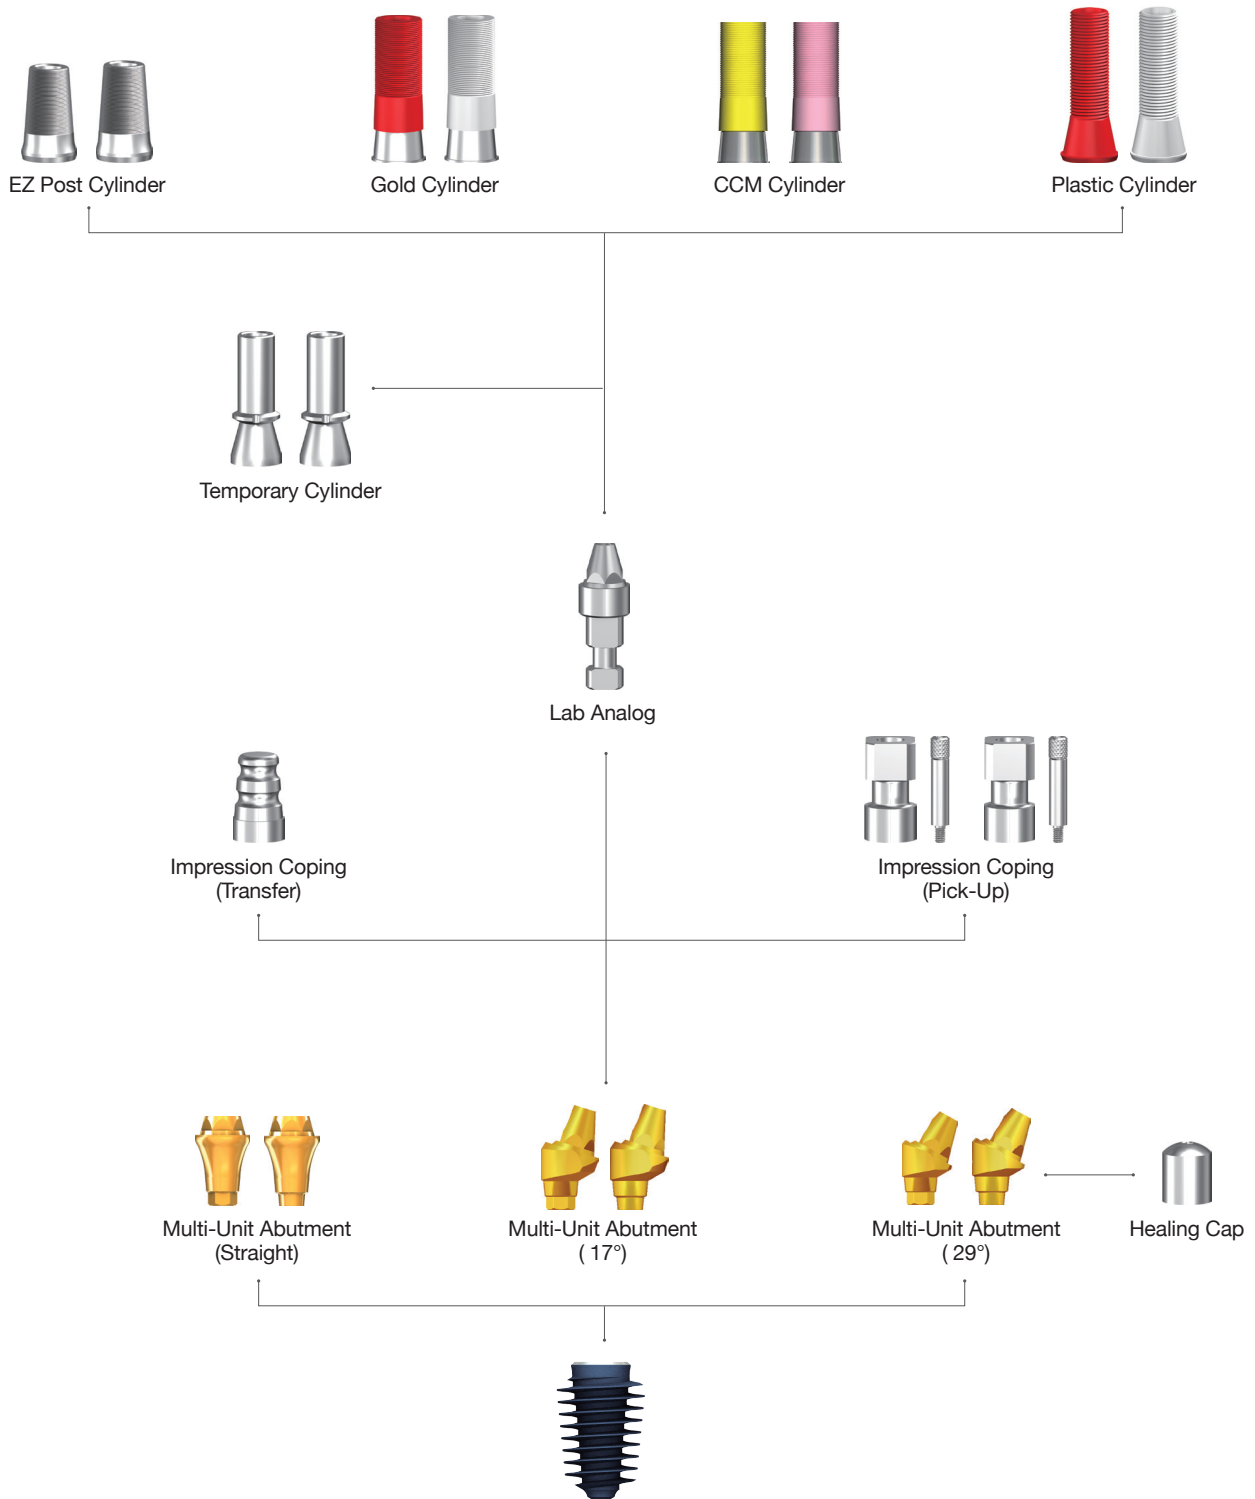 EZ Post Cylinder
Gold Cylinder
CCM Cylinder
Plastic Cylinder
Temporary Cylinder
Lab Analog
Impression Coping
(Transfer)
Impression Coping
(Pick-Up)
Multi-Unit Abutment
(Straight)
Multi-Unit Abutment
( 17°)
Multi-Unit Abutment
( 29°)
Healing Cap